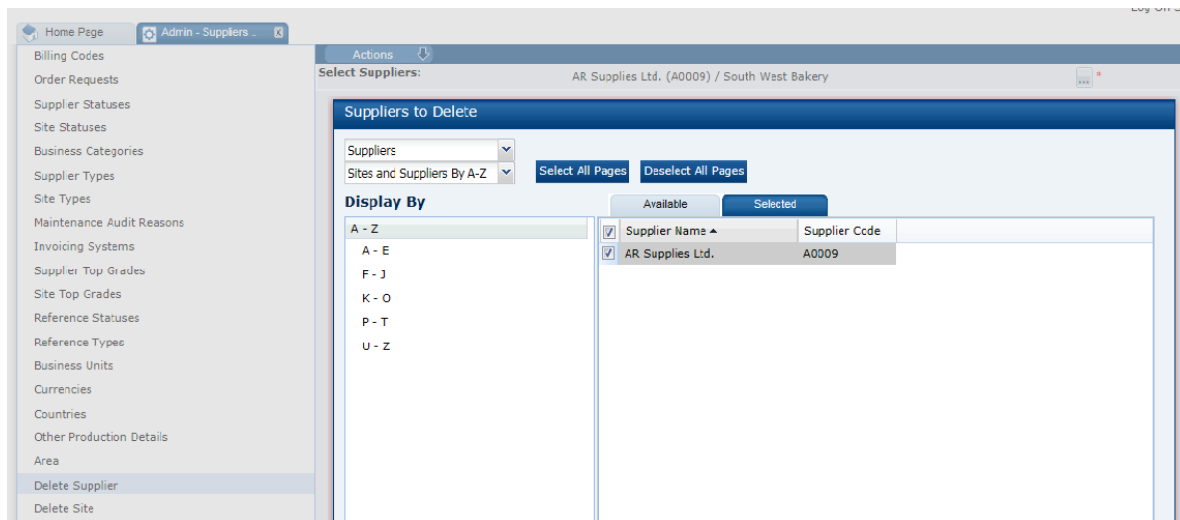 Home Page
Admin - Suppliers ..
Billing Codes
Order Requests
Supplier Statuses
Site Statuses
Business Categories
Supplier Types
Site Types
Maintenance Audit Reasons
Invoicing Systems
Supplier Top Grades
Site Top Grades
Reference Statuses
Reference Types
Business Units
Currencies
Countries
Other Production Details
Area
Delete Supplier
Delete Site
Actions
Select Suppliers:
AR Supplies Ltd. (A0009) / South West Bakery
... *
Suppliers to Delete
Suppliers
Sites and Suppliers By A-Z
Select All Pages
Deselect All Pages
Display By
A - Z
A - E
F - J
K - O
P - T
U - Z
Available
Selected
Supplier Name
Supplier Code
AR Supplies Ltd.
A0009